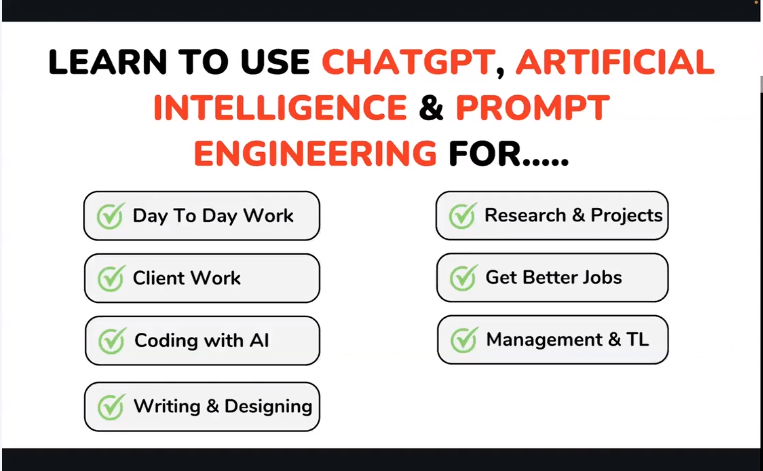 LEARN TO USE CHATGPT, ARTIFICIAL
INTELLIGENCE & PROMPT
ENGINEERING FOR.....
Day To Day Work
Client Work
Coding with AI
Writing & Designing
Research & Projects
Get Better Jobs
Management & TL